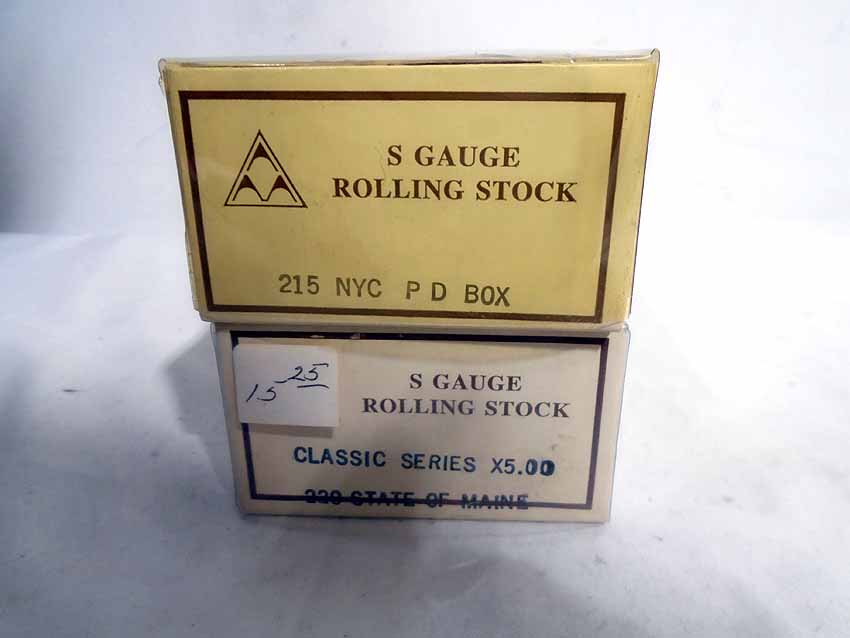 S GAUGE
ROLLING STOCK
215 NYC P D BOX
15 25
S GAUGE
ROLLING STOCK
CLASSIC SERIES X5.00
STATE OF MAINE